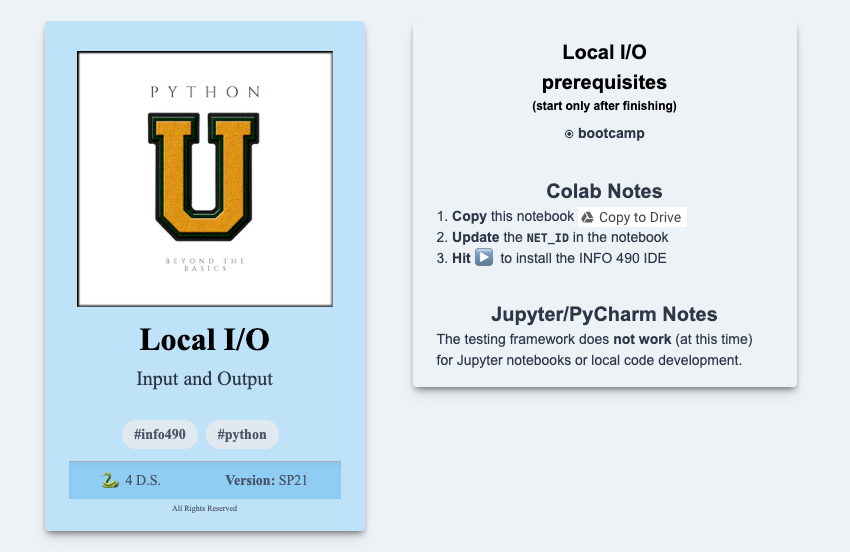 PYTHON
U
BEYOND THE
BASICS
Local I/O
Input and Output
#info490 #python
4 D.S. Version: SP21
All Rights Reserved
Local I/O
prerequisites
(start only after finishing)
bootcamp
Colab Notes
1. Copy this notebook Copy to Drive
2. Update the NET_ID in the notebook
3. Hit ▶️ to install the INFO 490 IDE
Jupyter/PyCharm Notes
The testing framework does not work (at this time)
for Jupyter notebooks or local code development.